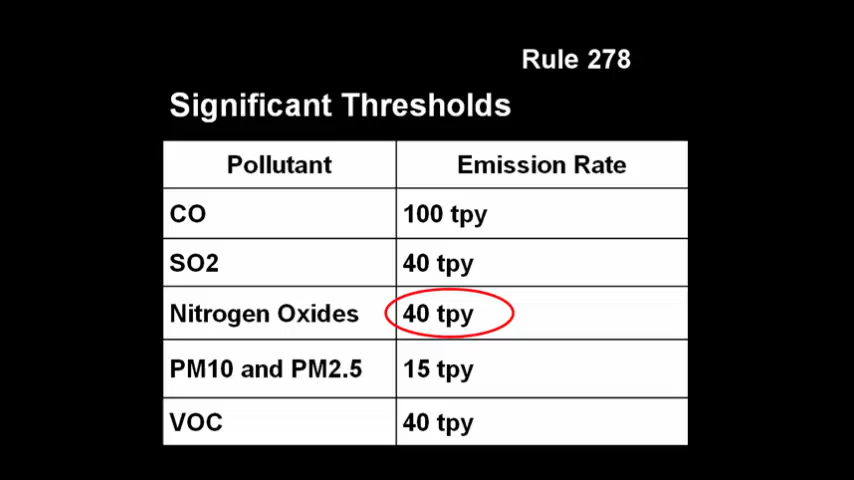 Rule 278
Significant Thresholds
Pollutant Emission Rate
CO 100 tpy
SO2 40 tpy
Nitrogen Oxides 40 tpy
PM10 and PM2.5 15 tpy
VOC 40 tpy